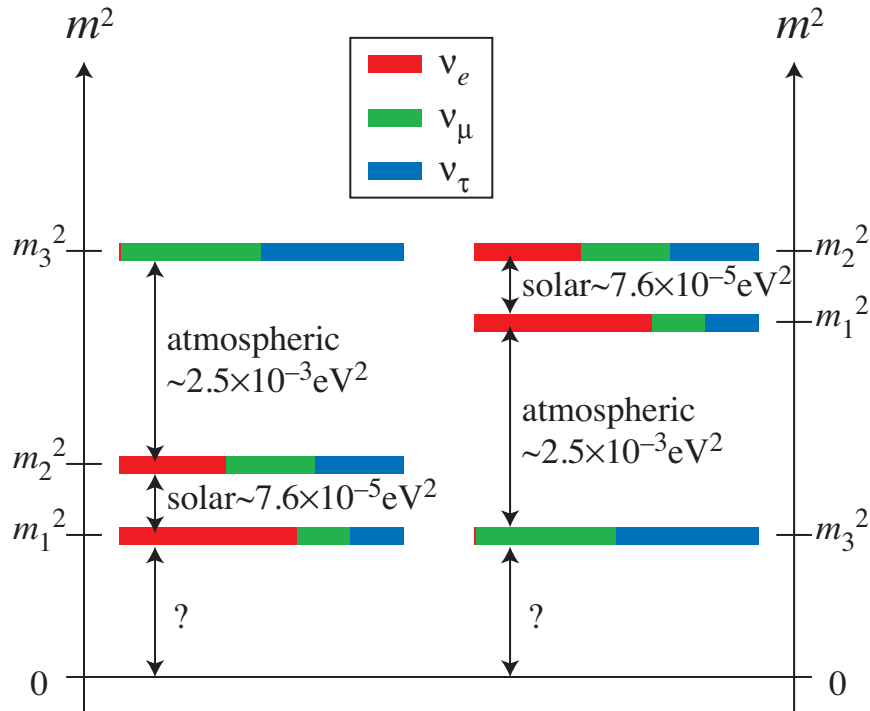 m² m²
νₑ
ν_μ
ν_τ
m₃² m₂²
solar~7.6×10⁻⁵eV²
m₁²
atmospheric
~2.5×10⁻³eV²
atmospheric
~2.5×10⁻³eV²
m₂²
solar~7.6×10⁻⁵eV²
m₁² m₃²
? ?
0 0